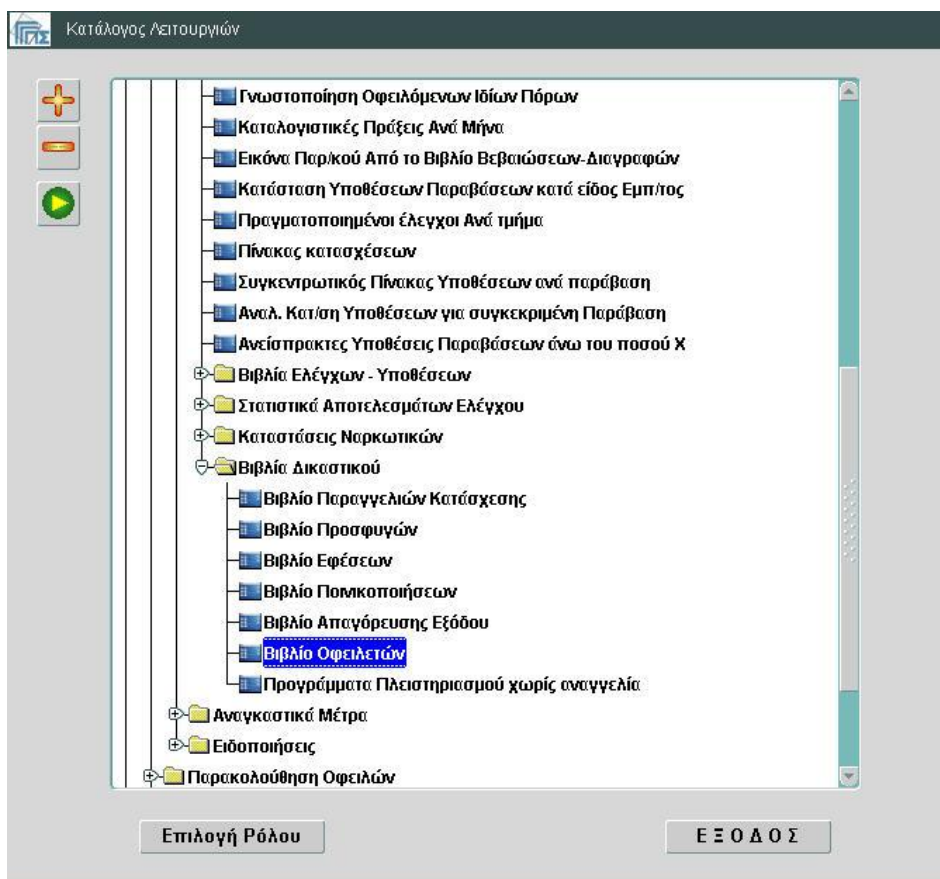 Κατάλογος Λειτουργιών
Γνωστοποίηση Οφειλόμενων Ιδίων Πόρων
Καταλογιστικές Πράξεις Ανά Μήνα
Εικόνα Παρ/κού Από το Βιβλίο Βεβαιώσεων-Διαγραφών
Κατάσταση Υποθέσεων Παραβάσεων κατά είδος Εμπ/τος
Πραγματοποιημένοι έλεγχοι Ανά τμήμα
Πίνακας κατασχέσεων
Συγκεντρωτικός Πίνακας Υποθέσεων ανά παράβαση
Αναλ. Κατ/ση Υποθέσεων για συγκεκριμένη Παράβαση
Ανείσπρακτες Υποθέσεις Παραβάσεων άνω του ποσού Χ
Βιβλία Ελέγχων - Υποθέσεων
Στατιστικά Αποτελεσμάτων Ελέγχου
Καταστάσεις Ναρκωτικών
Βιβλία Δικαστικού
Βιβλίο Παραγγελιών Κατάσχεσης
Βιβλίο Προσφυγών
Βιβλίο Εφέσεων
Βιβλίο Ποινικοποιήσεων
Βιβλίο Απαγόρευσης Εξόδου
Βιβλίο Οφειλετών
Προγράμματα Πλειστηριασμού χωρίς αναγγελία
Αναγκαστικά Μέτρα
Ειδοποιήσεις
Παρακολούθηση Οφειλών
Επιλογή Ρόλου
Ε Ξ Ο Δ Ο Σ